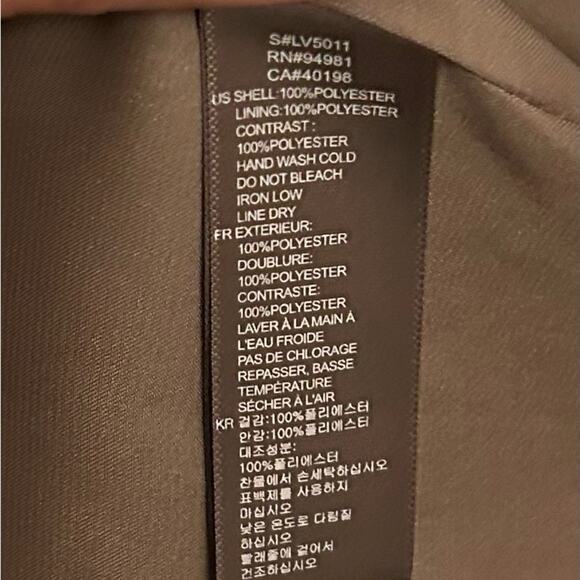 S#LV5011
RN#94981
CA#40198
US SHELL:100%POLYESTER
LINING:100%POLYESTER
CONTRAST:
100%POLYESTER
HAND WASH COLD
DO NOT BLEACH
IRON LOW
LINE DRY
FR EXTERIEUR:
100%POLYESTER
DOUBLURE:
100%POLYESTER
CONTRASTE:
100%POLYESTER
LAVER À LA MAIN À
L'EAU FROIDE
PAS DE CHLORAGE
REPASSER, BASSE
TEMPÉRATURE
SÉCHER À L'AIR
KR 겉감:100%폴리에스터
안감:100%폴리에스터
대조성분:
100%폴리에스터
찬물에서 손세탁하십시오
표백제를 사용하지
마십시오
낮은 온도로 다림질
하십시오
빨래줄에 걸어서
건조하십시오